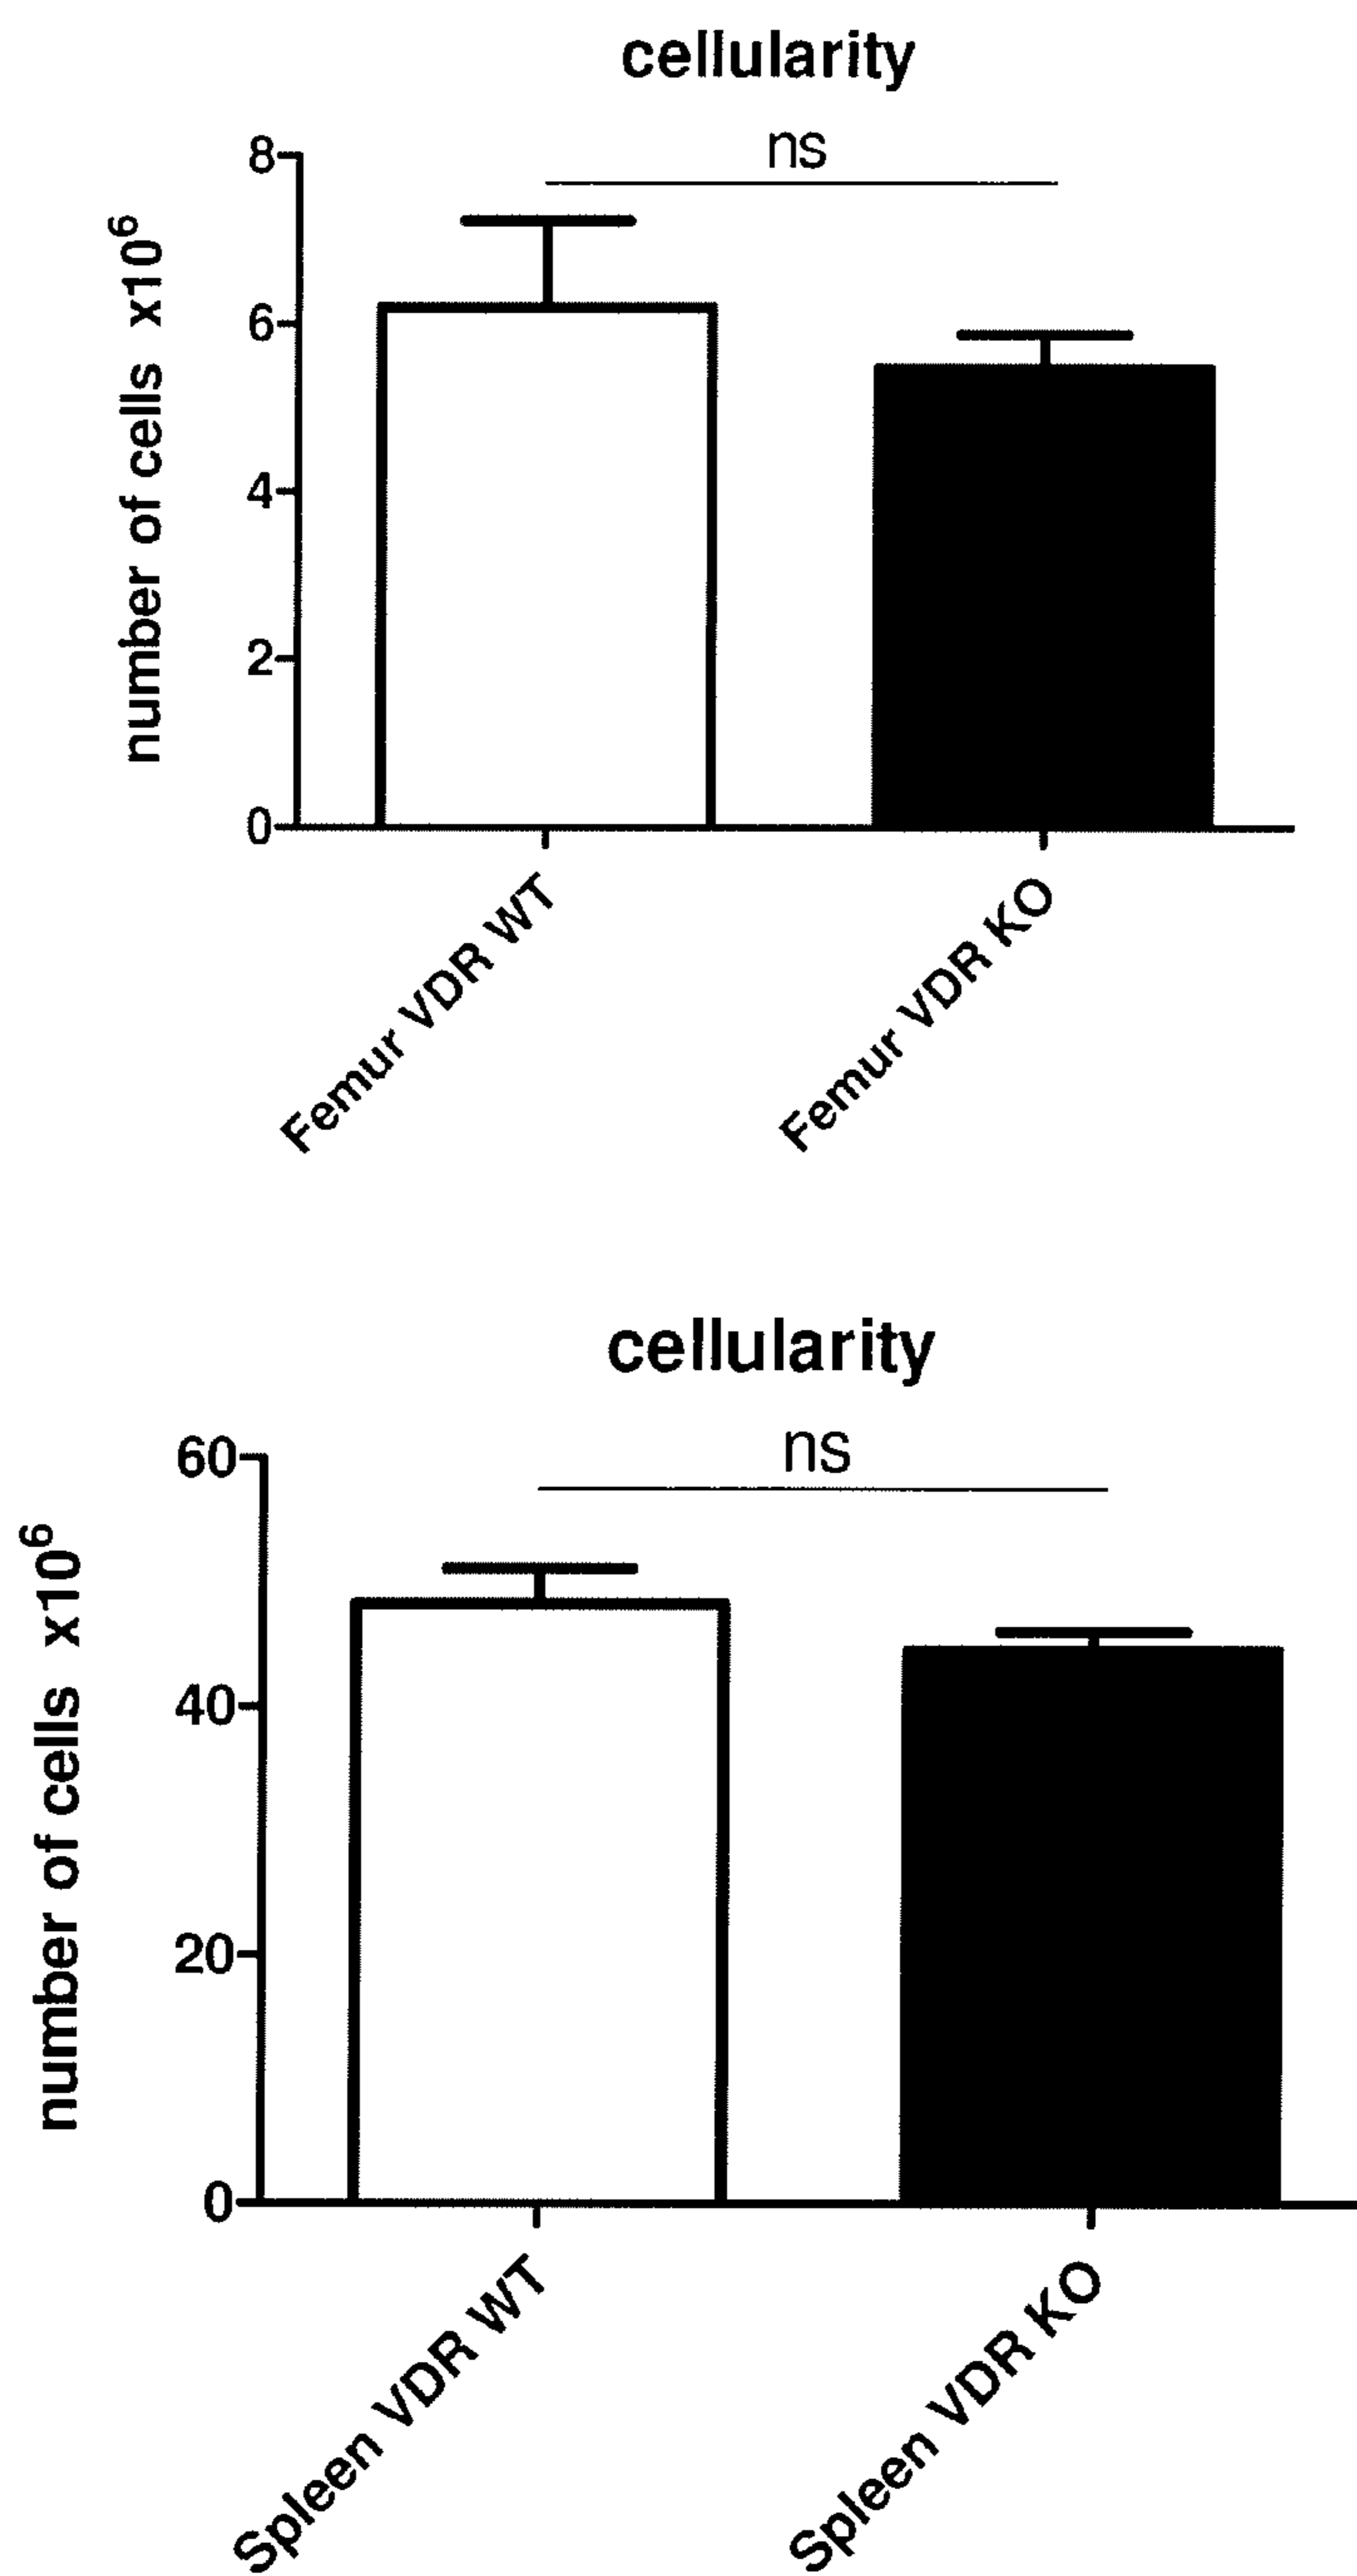 cellularity
ns
8
6
4
2
0
number of cells x10⁶
Femur VDR WT
Femur VDR KO
cellularity
ns
60
40
20
0
number of cells x10⁶
Spleen VDR WT
Spleen VDR KO